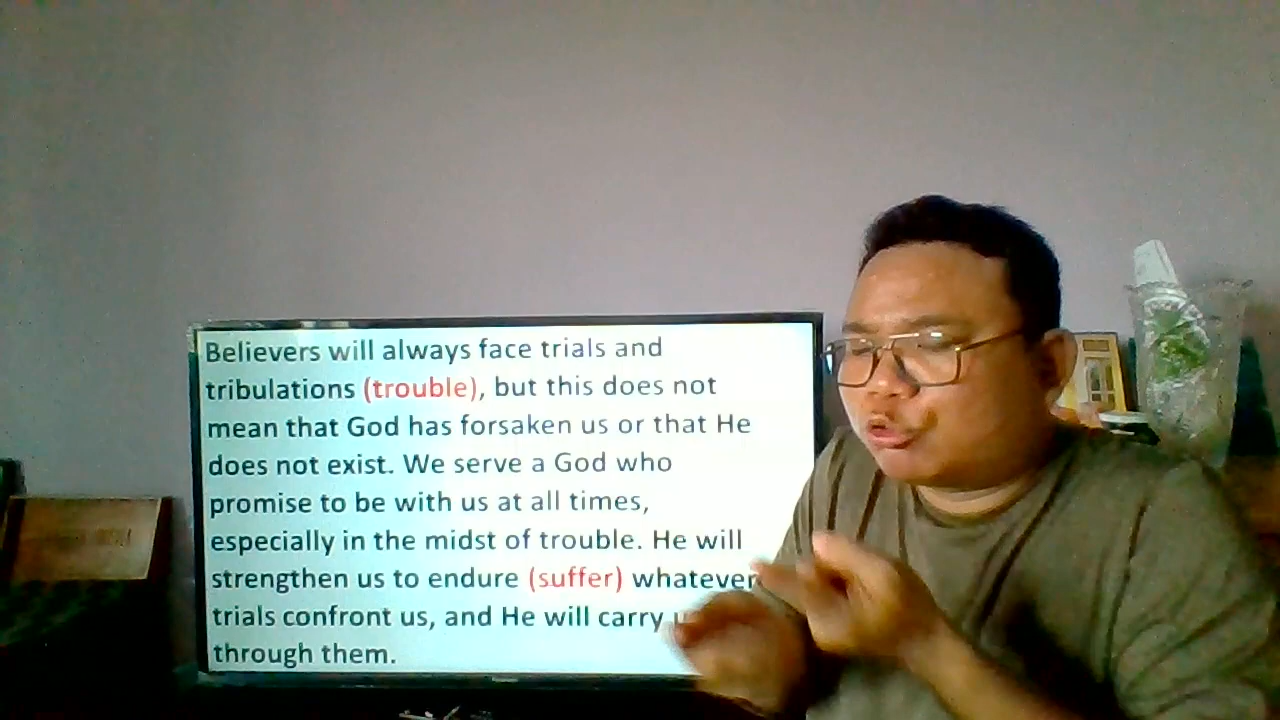 Believers will always face trials and
tribulations (trouble), but this does not
mean that God has forsaken us or that He
does not exist. We serve a God who
promise to be with us at all times,
especially in the midst of trouble. He will
strengthen us to endure (suffer) whatever
trials confront us, and He will carry
through them.